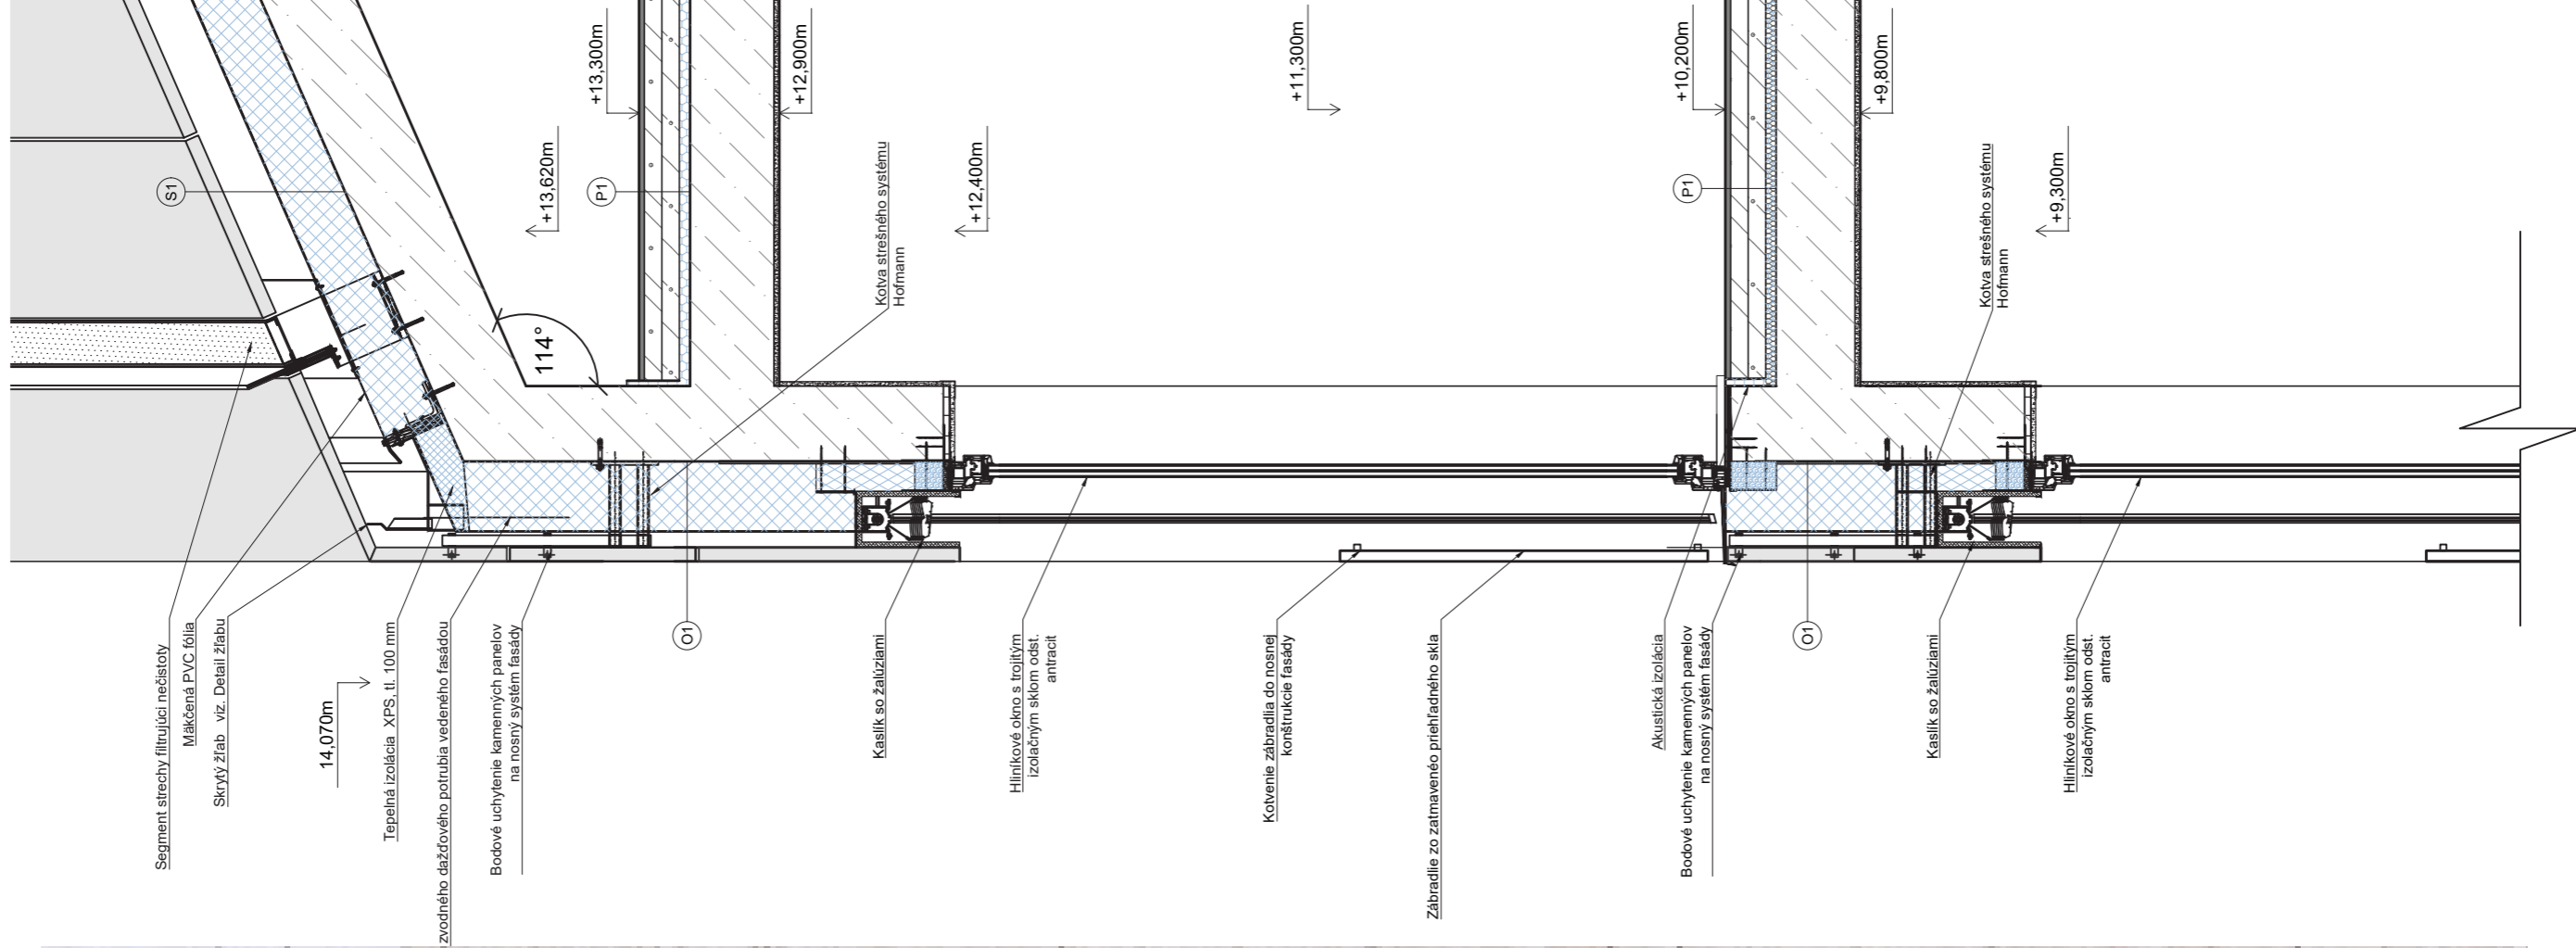 Segment strechy filtrujúci nečistoty
Mäkčená PVC fólia
Skrytý žľab viz. Detail žľabu
14,070m
Tepelná izolácia XPS, tl. 100 mm
zvodného dažďového potrubia vedeného fasádou
Bodové uchytenie kamenných panelov
na nosný systém fasády
O1
Kaslík so žalúziami
Hliníkové okno s trojitým
izolačným sklom odst.
antracit
Kotvenie zábradlia do nosnej
konštrukcie fasády
Zábradlie zo zatmavenéo priehľadného skla
Akustická izolácia
Bodové uchytenie kamenných panelov
na nosný systém fasády
O1
Kaslík so žalúziami
Hliníkové okno s trojitým
izolačným sklom odst.
antracit
S1
114°
+13,620m
+13,300m
P1
+12,900m
Kotva strešného systému
Hofmann
+12,400m
+11,300m
+10,200m
P1
+9,800m
Kotva strešného systému
Hofmann
+9,300m